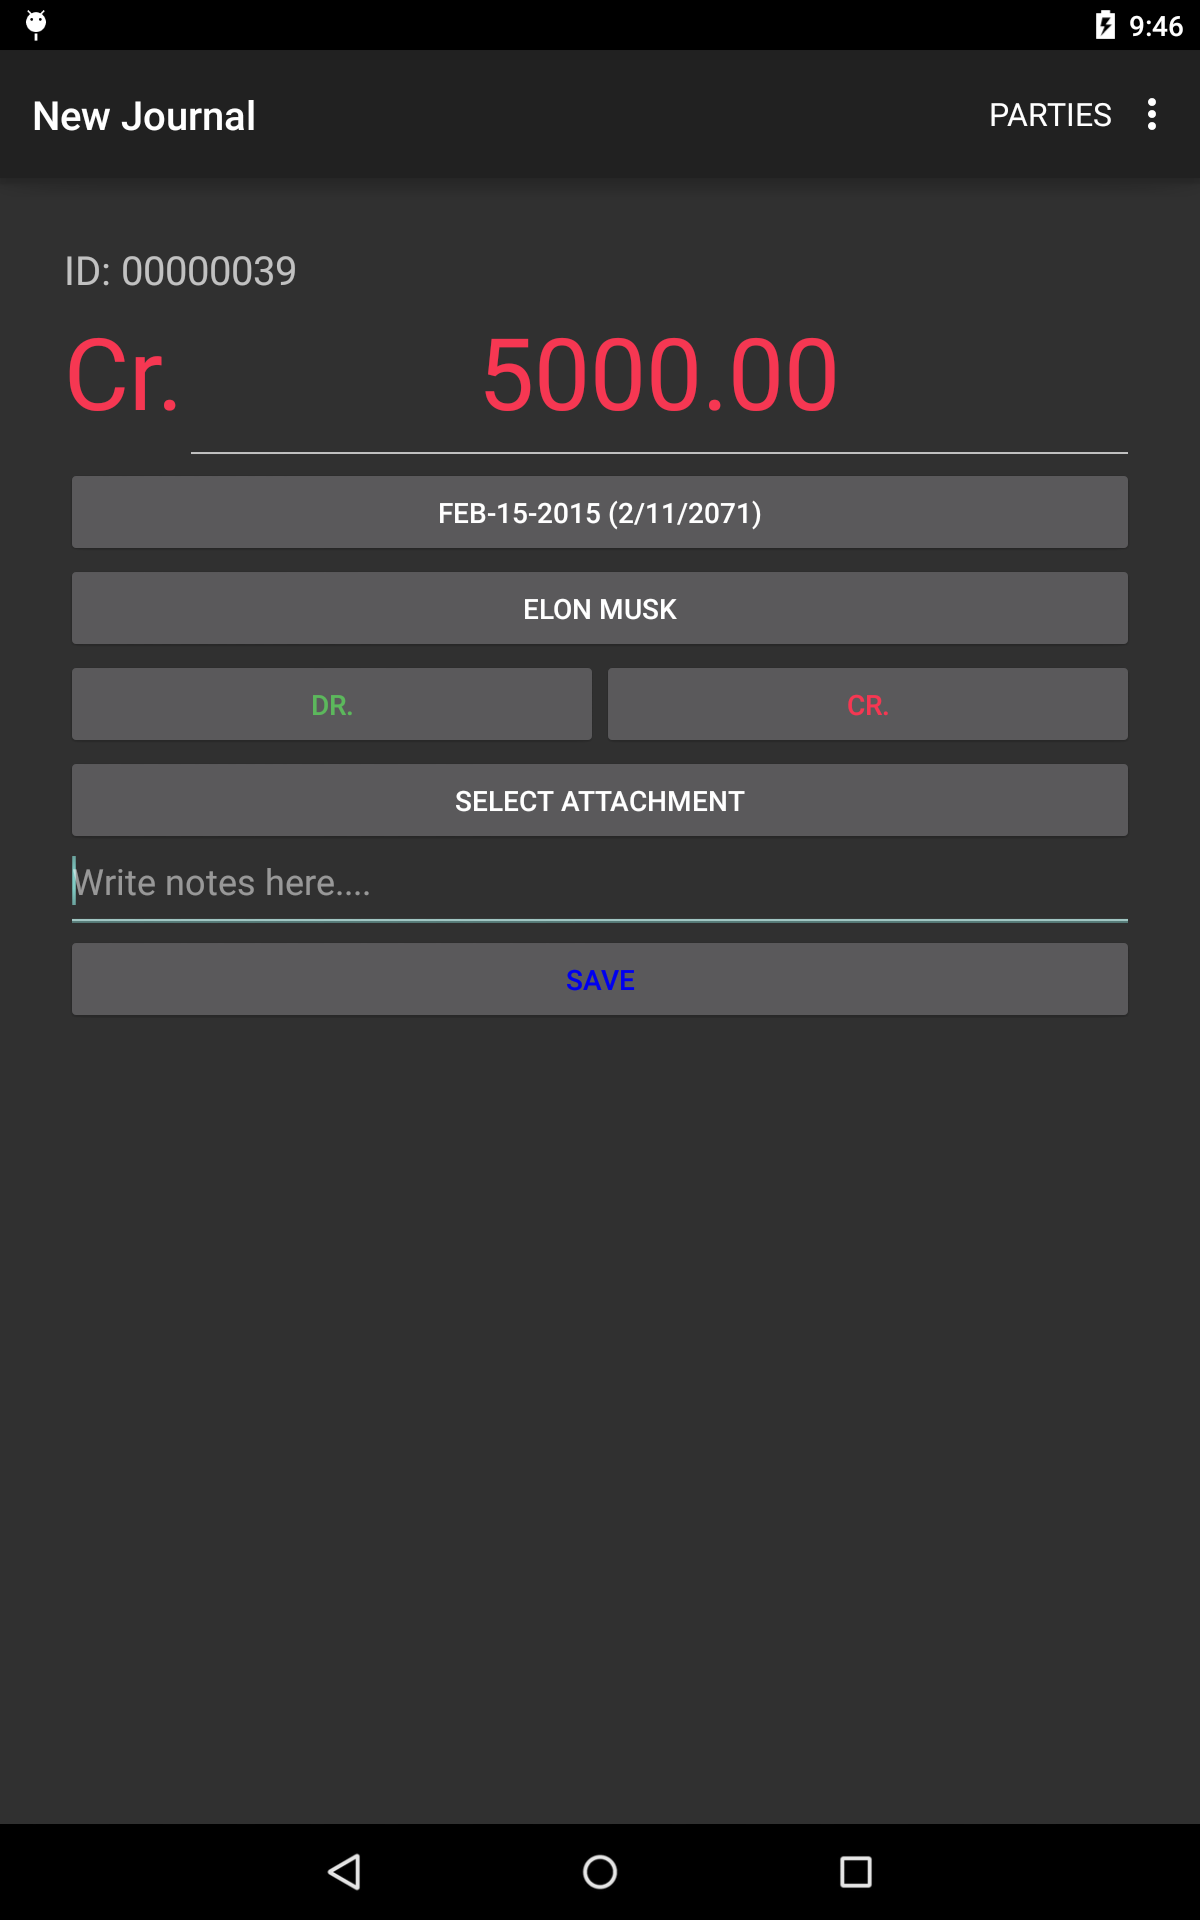 9:46
New Journal PARTIES
ID: 00000039
Cr. 5000.00
FEB-15-2015 (2/11/2071)
ELON MUSK
DR. CR.
SELECT ATTACHMENT
Write notes here....
SAVE